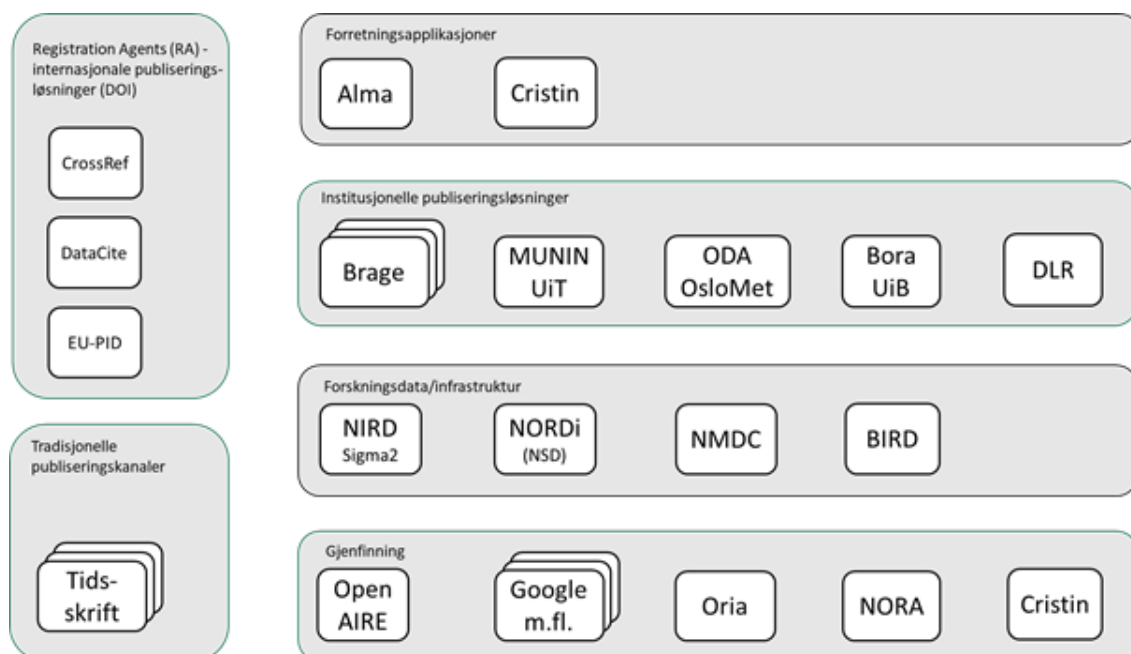 Registration Agents (RA) -
internasjonale publiserings-
løsninger (DOI)
CrossRef
DataCite
EU-PID
Tradisjonelle
publiseringskanaler
Tids-
skrift
Forretningsapplikasjoner
Alma
Cristin
Institusjonelle publiseringsløsninger
Brage
MUNIN
UiT
ODA
OsloMet
Bora
UiB
DLR
Forskningsdata/infrastruktur
NIRD
Sigma2
NORDi
(NSD)
NMDC
BIRD
Gjenfinning
Open
AIRE
Google
m.fl.
Oria
NORA
Cristin